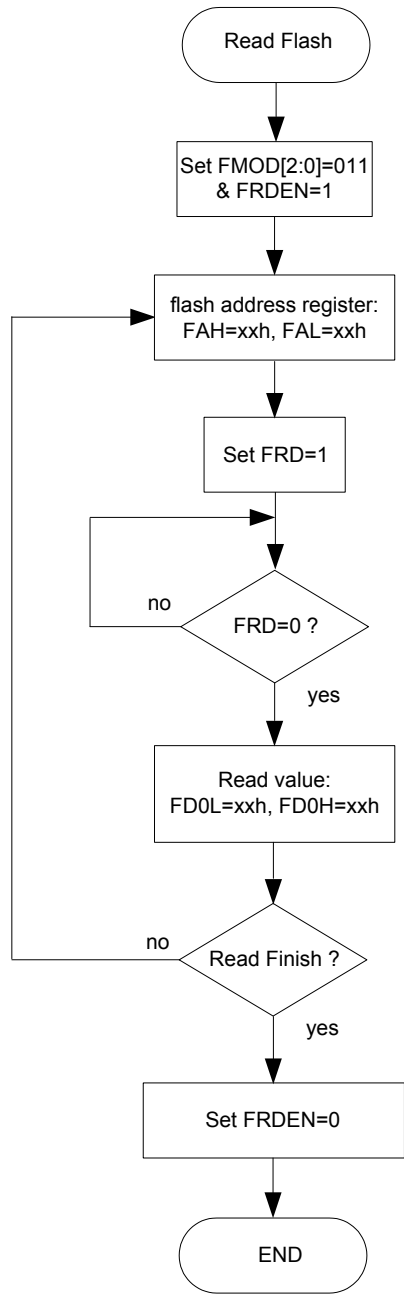 Read Flash
Set FMOD[2:0]=011
& FRDEN=1
flash address register:
FAH=xxh, FAL=xxh
Set FRD=1
no
FRD=0 ?
yes
Read value:
FD0L=xxh, FD0H=xxh
no
Read Finish ?
yes
Set FRDEN=0
END